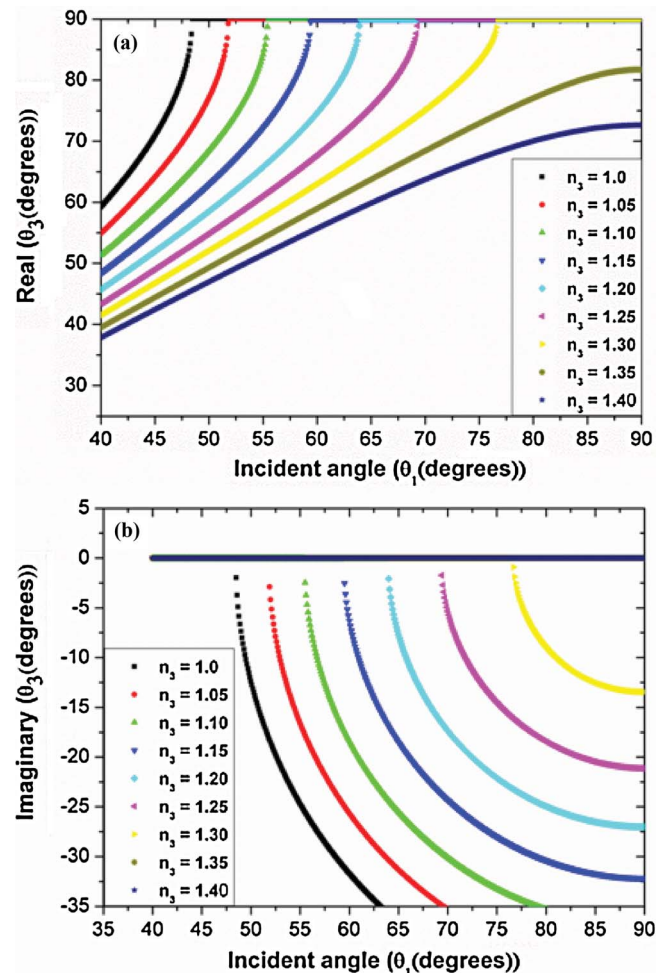 (a)
Real (θ₃(degrees))
90
80
70
60
50
40
30
n₃ = 1.0
n₃ = 1.05
n₃ = 1.10
n₃ = 1.15
n₃ = 1.20
n₃ = 1.25
n₃ = 1.30
n₃ = 1.35
n₃ = 1.40
40 45 50 55 60 65 70 75 80 85 90
Incident angle (θ₁(degrees))
(b)
Imaginary (θ₃(degrees))
5
0
-5
-10
-15
-20
-25
-30
-35
n₃ = 1.0
n₃ = 1.05
n₃ = 1.10
n₃ = 1.15
n₃ = 1.20
n₃ = 1.25
n₃ = 1.30
n₃ = 1.35
n₃ = 1.40
35 40 45 50 55 60 65 70 75 80 85 90
Incident angle (θ₁(degrees))